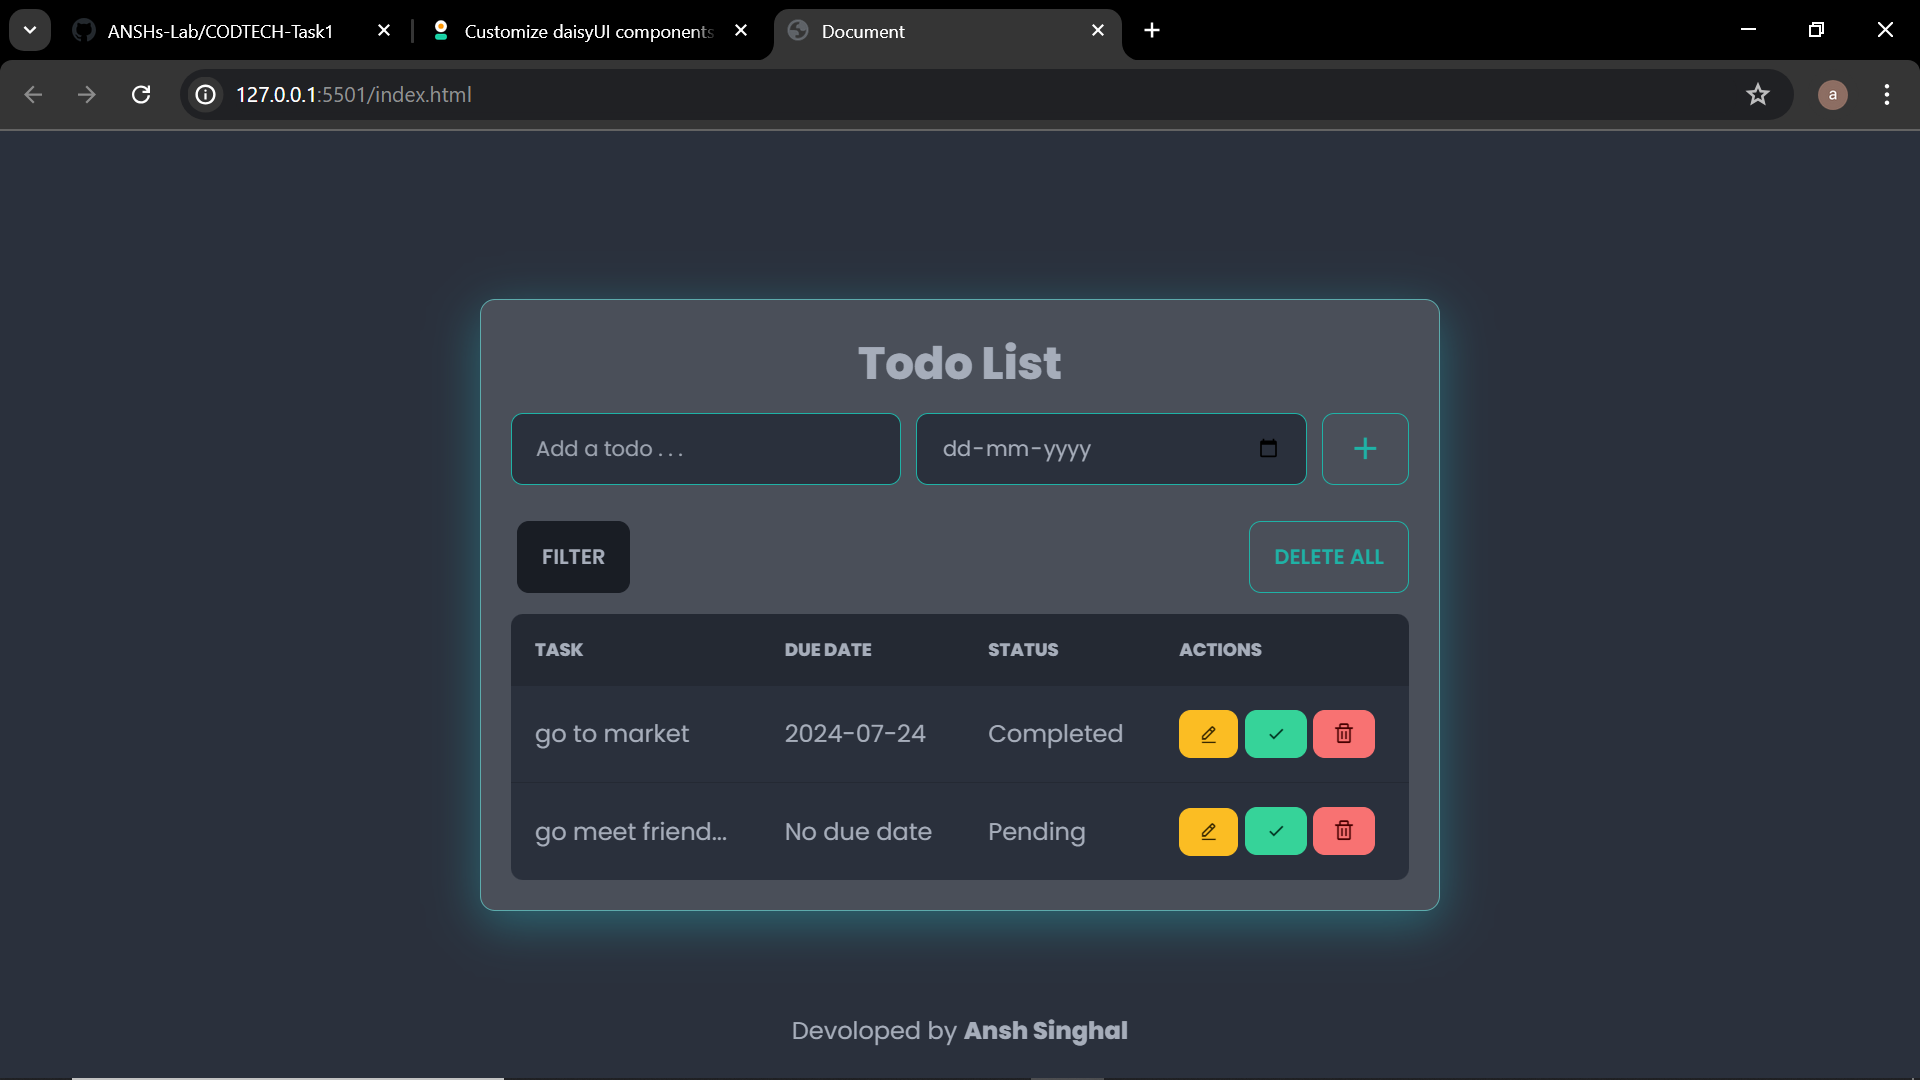 ANSHs-Lab/CODTECH-Task1
Customize daisyUI components
Document
127.0.0.1:5501/index.html
a
Todo List
Add a todo . . .
dd-mm-yyyy
+
FILTER
DELETE ALL
TASK DUE DATE STATUS ACTIONS
go to market 2024-07-24 Completed
go meet friend... No due date Pending
Devoloped by Ansh Singhal